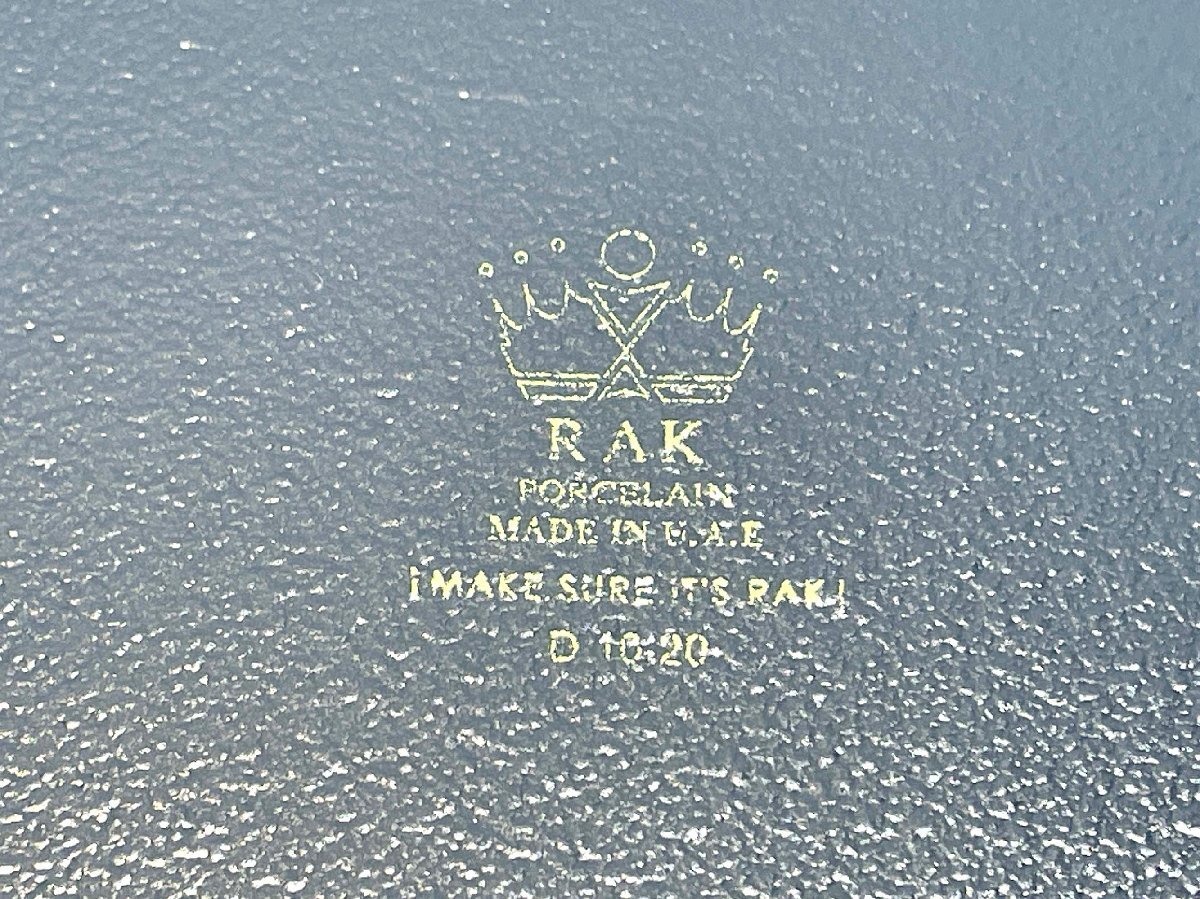 RAK
PORCELAIN
MADE IN U.A.E
¡MAKE SURE IT'S RAK!
D 10:20